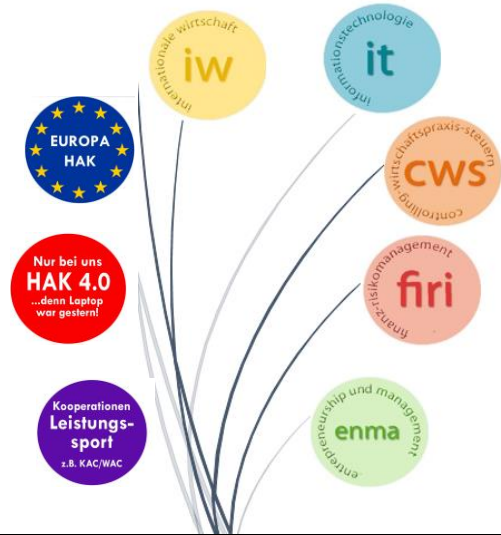 internationale wirtschaft
iw
informationstechnologie
it
EUROPA
HAK
controlling-wirtschaftspraxis-steuern
cws
Nur bei uns
HAK 4.0
...denn Laptop
war gestern!
finanz-risikomanagement
firi
Kooperationen
Leistungs-
sport
z.B. KAC/WAC
entrepreneurship und management
enma